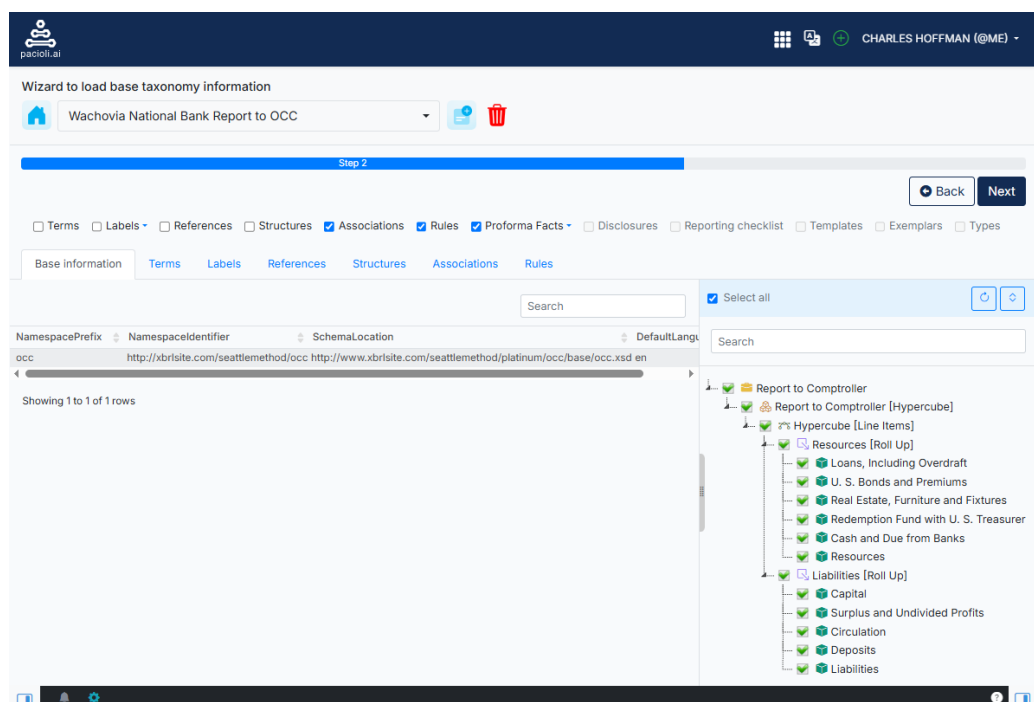 pacioli.ai
CHARLES HOFFMAN (@ME)
Wizard to load base taxonomy information
Wachovia National Bank Report to OCC
Step 2
Back Next
Terms Labels References Structures Associations Rules Proforma Facts Disclosures Reporting checklist Templates Exemplars Types
Base information Terms Labels References Structures Associations Rules
Search
NamespacePrefix NamespaceIdentifier SchemaLocation DefaultLangu
occ http://xbrlsite.com/seattlemethod/occ http://www.xbrlsite.com/seattlemethod/platinum/occ/base/occ.xsd en
Showing 1 to 1 of 1 rows
Select all
Search
Report to Comptroller
Report to Comptroller [Hypercube]
Hypercube [Line Items]
Resources [Roll Up]
Loans, Including Overdraft
U. S. Bonds and Premiums
Real Estate, Furniture and Fixtures
Redemption Fund with U. S. Treasurer
Cash and Due from Banks
Resources
Liabilities [Roll Up]
Capital
Surplus and Undivided Profits
Circulation
Deposits
Liabilities